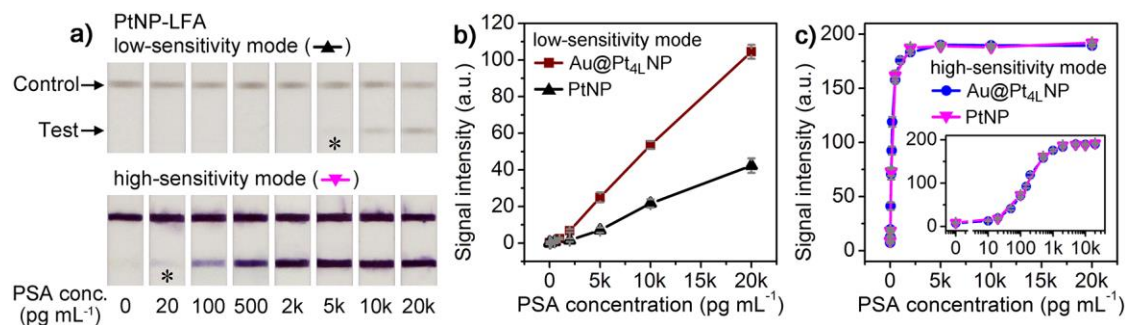 a)
PtNP-LFA
low-sensitivity mode (▲)
Control
Test
*
high-sensitivity mode (▼)
*
PSA conc. 0 20 100 500 2k 5k 10k 20k
(pg mL⁻¹)
b)
low-sensitivity mode
Au@Pt₄LNP
PtNP
Signal intensity (a.u.)
120
100
80
60
40
20
0
0 5k 10k 15k 20k
PSA concentration (pg mL⁻¹)
c)
high-sensitivity mode
Au@Pt₄LNP
PtNP
Signal intensity (a.u.)
200
150
100
50
0
200
100
0
0 10 100 1k 10k
0 5k 10k 15k 20k
PSA concentration (pg mL⁻¹)